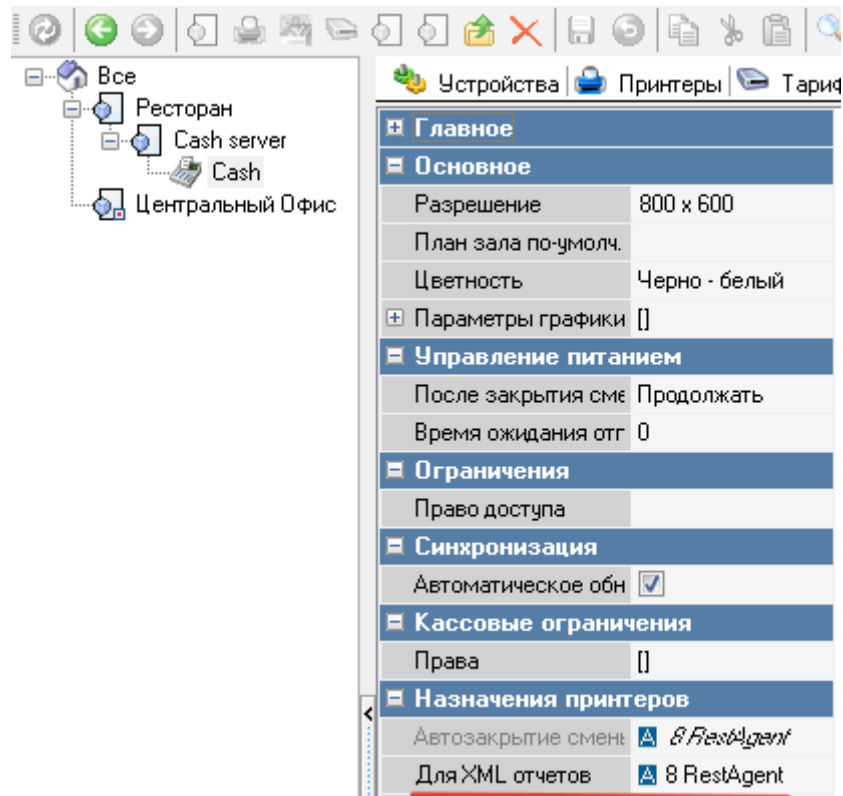 Все
Ресторан
Cash server
Cash
Центральный Офис
Устройства Принтеры Тариф
Главное
Основное
Разрешение 800 x 600
План зала по-умолч.
Цветность Черно - белый
Параметры графики []
Управление питанием
После закрытия сме Продолжать
Время ожидания отг 0
Ограничения
Право доступа
Синхронизация
Автоматическое обн
Кассовые ограничения
Права []
Назначения принтеров
Автозакрытие смены A 8 RestAgent
Для XML отчетов A 8 RestAgent